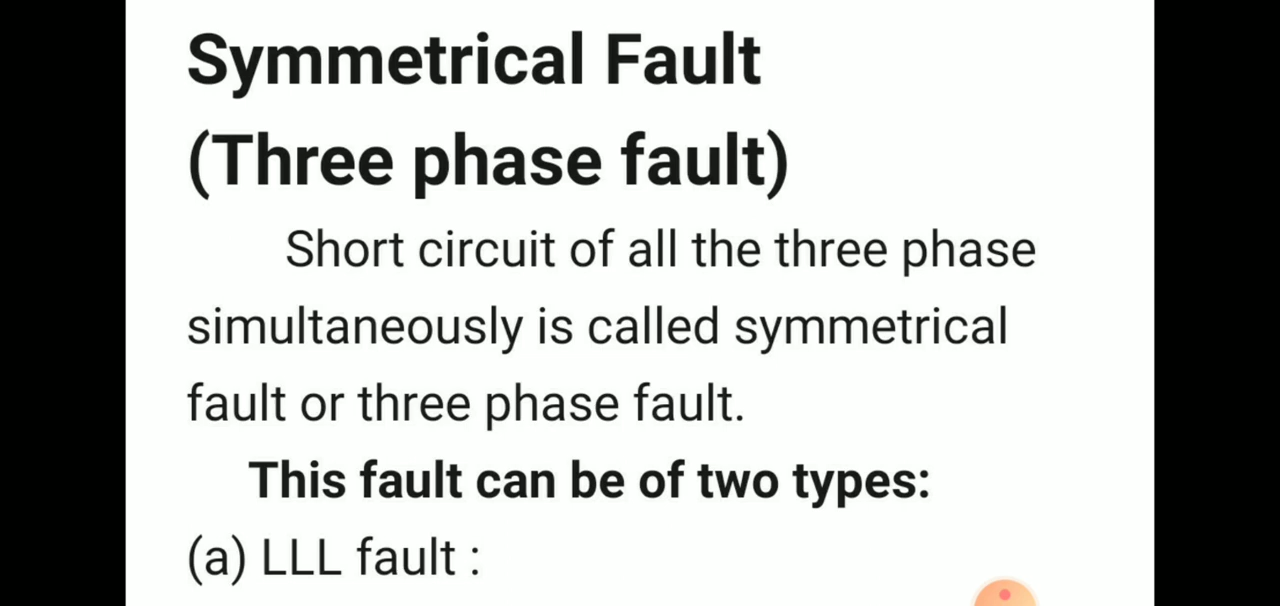 Symmetrical Fault
(Three phase fault)
Short circuit of all the three phase
simultaneously is called symmetrical
fault or three phase fault.
This fault can be of two types:
(a) LLL fault :